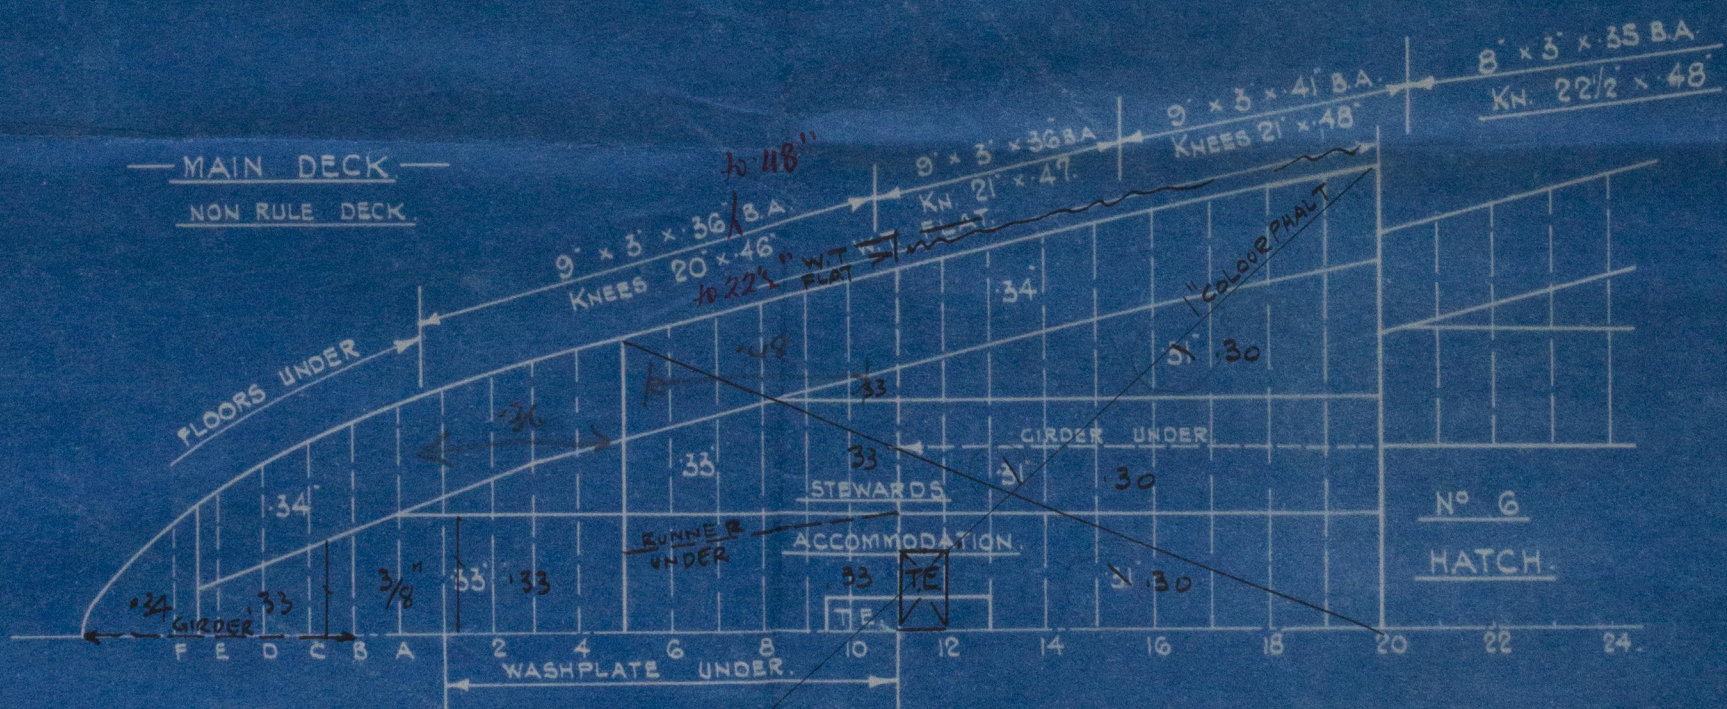 8" × 3" × .35 B.A.
KN. 22½" × .48"
9" × 3" × .41" B.A.
KNEES 21" × .48"
9" × 3" × .36 B.A
KN. 21" × .47"
FLAT.
to .48"
9" × 3" × .36" B.A.
KNEES 20" × .46"
to 22½"
W.T
FLAT
W.
MAIN DECK
NON RULE DECK.
FLOORS UNDER
1" COLOURPHALT
.34"
.48
.31" .30
33
.36
GIRDER UNDER
.33"
33
.31"
.30
.34"
STEWARDS
No 6
RUNNER
UNDER
ACCOMMODATION.
HATCH.
.34
.33
3/8"
.33" .33
.33
T.E
.31" .30
GIRDER
T.E.
F E D C B A 2 4 6 8 10 12 14 16 18 20 22 24.
WASHPLATE UNDER.